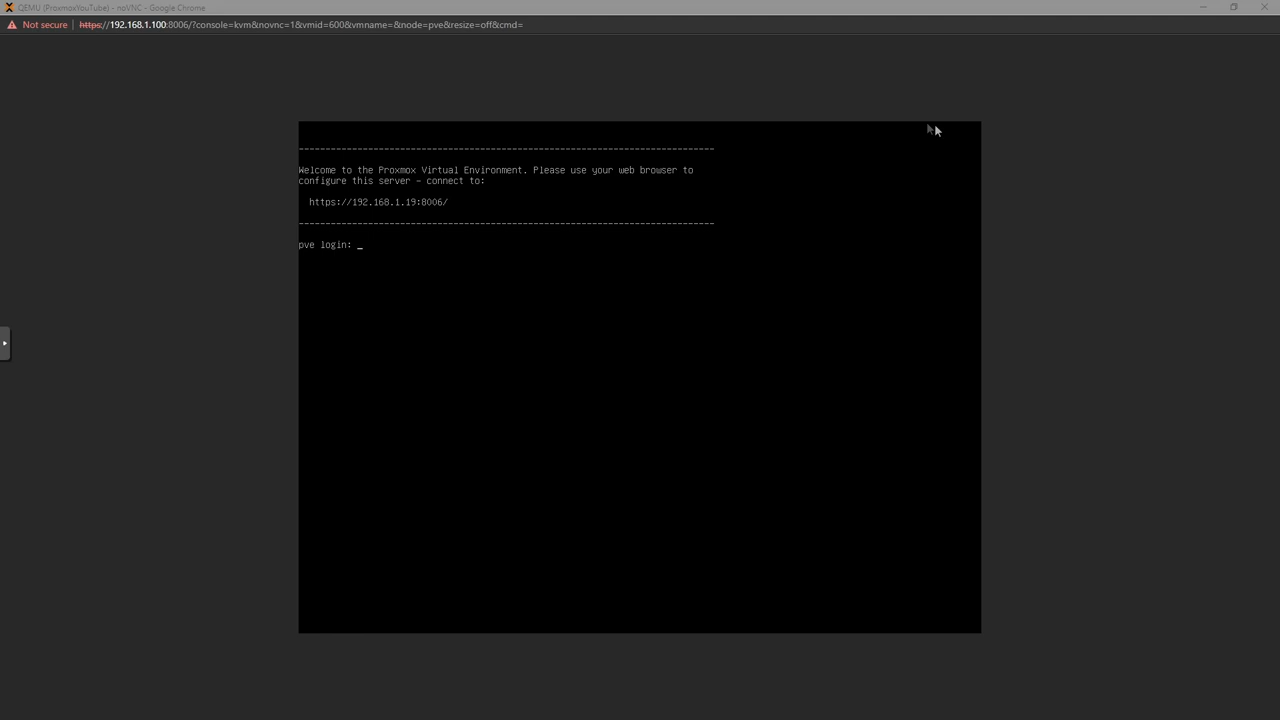 QEMU (ProxmoxYouTube) - noVNC - Google Chrome
Not secure | https://192.168.1.100:8006/?console=kvm&novnc=1&vmid=600&vmname=&node=pve&resize=off&cmd=
--------------------------------------------------------------------------------
Welcome to the Proxmox Virtual Environment. Please use your web browser to
configure this server - connect to:
https://192.168.1.19:8006/
--------------------------------------------------------------------------------
pve login: _